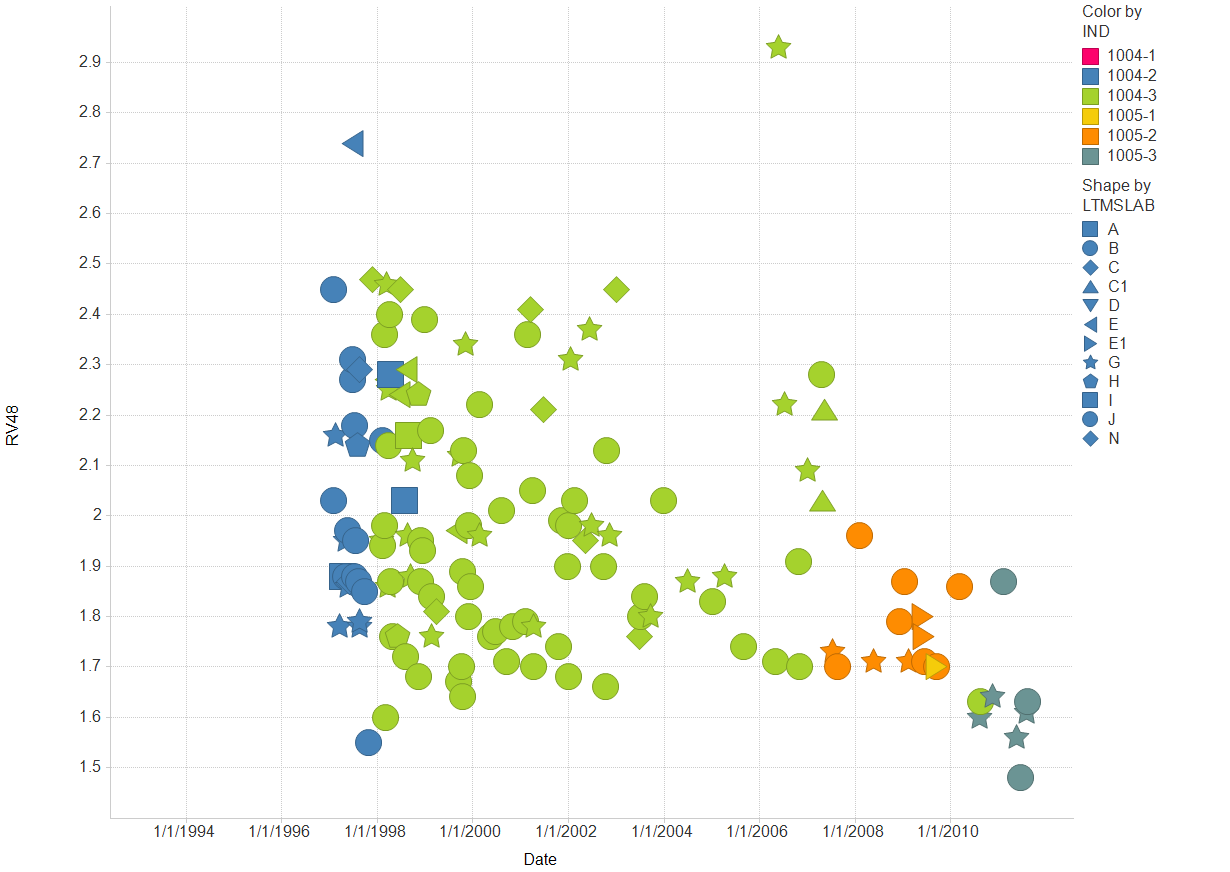 Color by
IND
1004-1
1004-2
1004-3
1005-1
1005-2
1005-3
Shape by
LTMSLAB
A
B
C
C1
D
E
E1
G
H
I
J
N
RV48
2.9
2.8
2.7
2.6
2.5
2.4
2.3
2.2
2.1
2
1.9
1.8
1.7
1.6
1.5
1/1/1994 1/1/1996 1/1/1998 1/1/2000 1/1/2002 1/1/2004 1/1/2006 1/1/2008 1/1/2010
Date